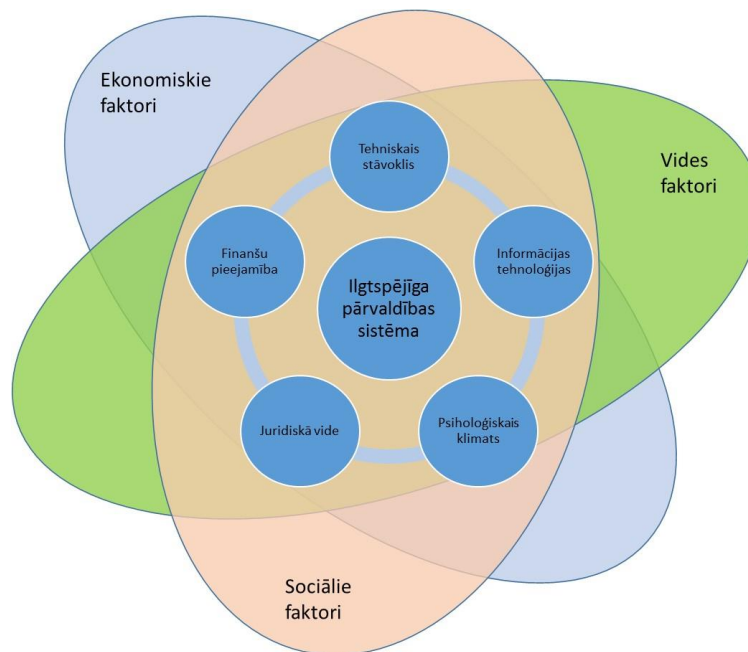 Ekonomiskie
faktori
Vides
faktori
Tehniskais
stāvoklis
Finanšu
pieejamība
Informācijas
tehnoloģijas
Ilgtspējīga
pārvaldības
sistēma
Juridiskā vide
Psiholoģiskais
klimats
Sociālie
faktori